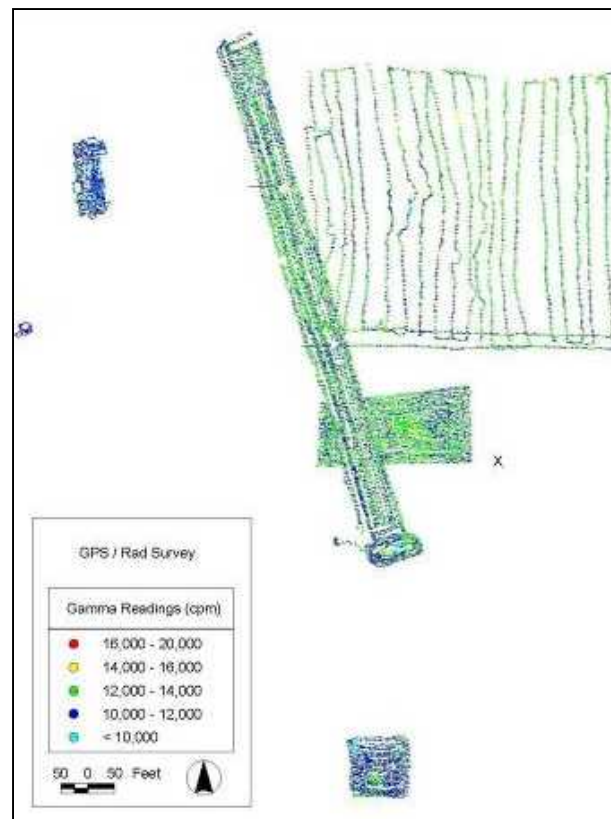 X
GPS / Rad Survey
Gamma Readings (cpm)
16,000 - 20,000
14,000 - 16,000
12,000 - 14,000
10,000 - 12,000
< 10,000
50 0 50 Feet